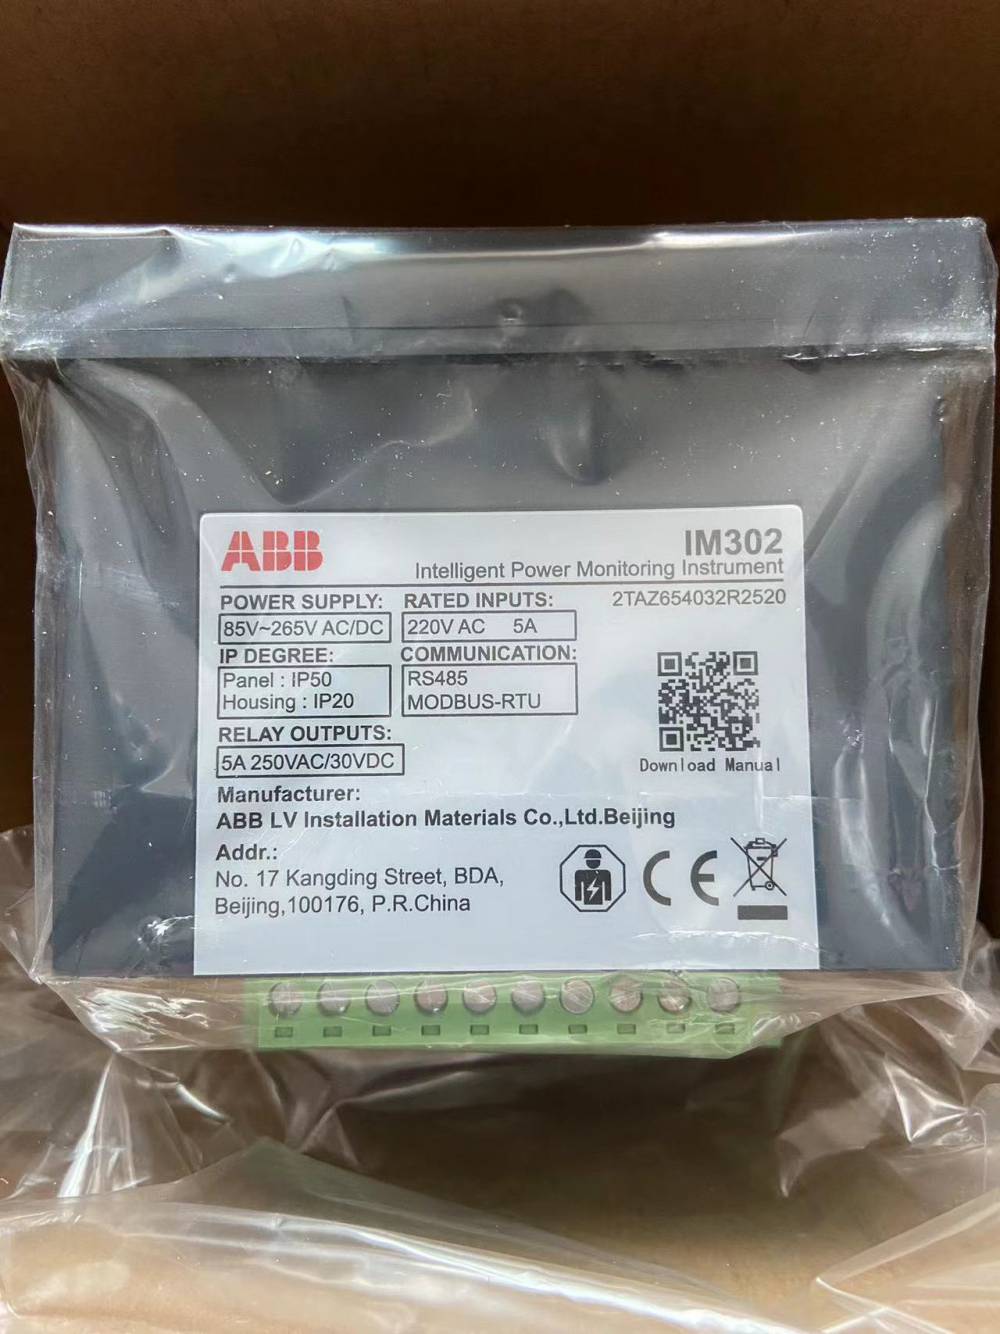 ABB
IM302
Intelligent Power Monitoring Instrument
2TAZ654032R2520
POWER SUPPLY:
85V~265V AC/DC
RATED INPUTS:
220V AC 5A
IP DEGREE:
Panel : IP50
Housing : IP20
COMMUNICATION:
RS485
MODBUS-RTU
RELAY OUTPUTS:
5A 250VAC/30VDC
Download Manual
Manufacturer:
ABB LV Installation Materials Co.,Ltd.Beijing
Addr.:
No. 17 Kangding Street, BDA,
Beijing,100176, P.R.China
CE